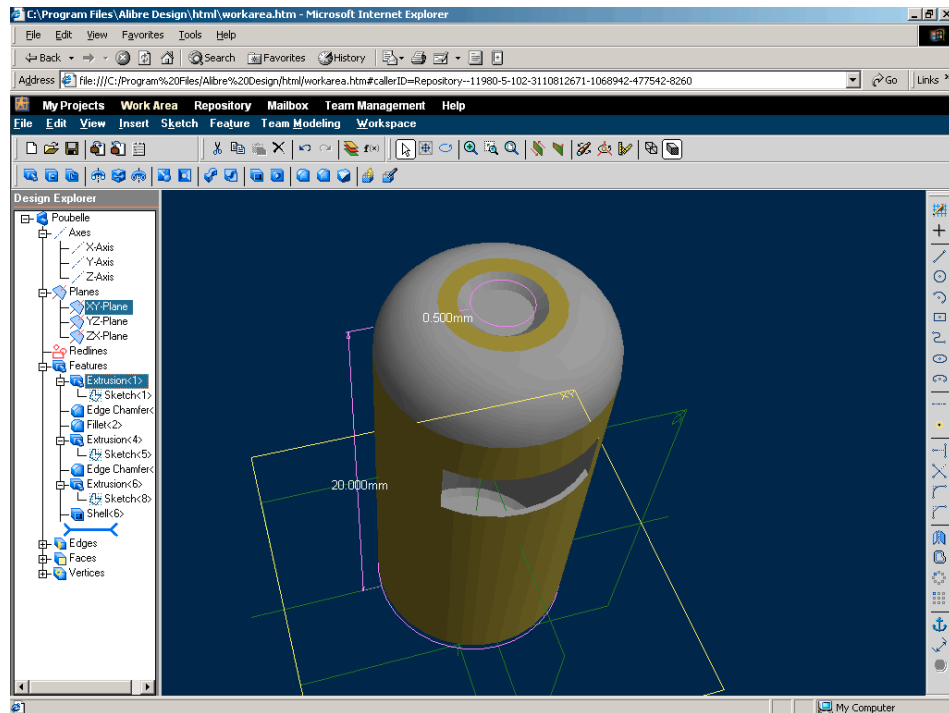 C:\Program Files\Alibre Design\html\workarea.htm - Microsoft Internet Explorer
File Edit View Favorites Tools Help
Back Search Favorites History
Address file:///C:/Program%20Files/Alibre%20Design/html/workarea.htm#callerID=Repository--11980-5-102-3110812671-1068942-477542-8260 Go Links
My Projects Work Area Repository Mailbox Team Management Help
File Edit View Insert Sketch Feature Team Modeling Workspace
f(x)
Design Explorer
Poubelle
Axes
X-Axis
Y-Axis
Z-Axis
Planes
XY-Plane
YZ-Plane
ZX-Plane
Redlines
Features
Extrusion<1>
Sketch<1>
Edge Chamfer<
Fillet<2>
Extrusion<4>
Sketch<5>
Edge Chamfer<
Extrusion<6>
Sketch<8>
Shell<6>
Edges
Faces
Vertices
0.500mm
XY
20.000mm
My Computer